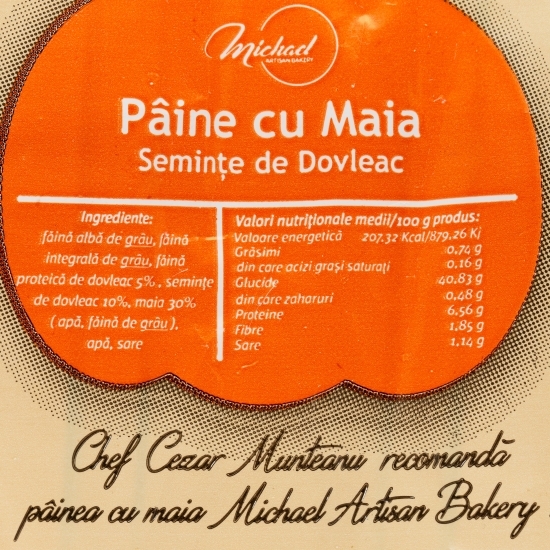 Michael
ARTISAN BAKERY
Pâine cu Maia
Semințe de Dovleac
Ingrediente:
făină albă de grâu, făină
integrală de grâu, făină
proteică de dovleac 5% , semințe
de dovleac 10%, maia 30%
( apă, făină de grâu ),
apă, sare
Valori nutriționale medii/100 g produs:
Valoare energetică 207,32 Kcal/879,26 Kj
Grăsimi 0,74 g
din care acizi grași saturați 0,16 g
Glucide 40,83 g
din care zaharuri 0,48 g
Proteine 6,56 g
Fibre 1,85 g
Sare 1,14 g
Chef Cezar Munteanu recomandă
pâinea cu maia Michael Artisan Bakery